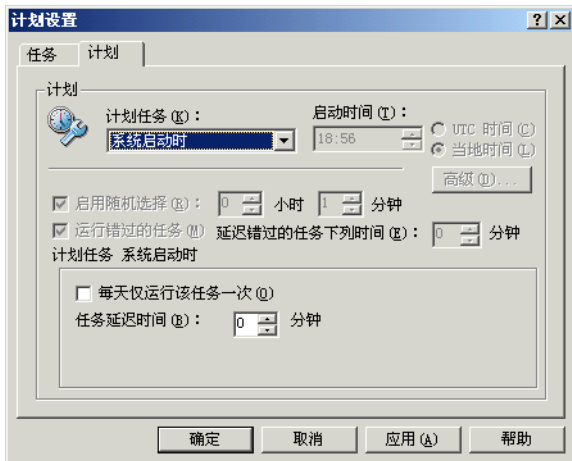 计划设置
任务 计划
计划
计划任务(K)： 启动时间(T)：
系统启动时 18:56 UTC 时间(C)
当地时间(L)
高级(D)...
启用随机选择(R)： 0 小时 1 分钟
运行错过的任务(M) 延迟错过的任务下列时间(E)： 0 分钟
计划任务 系统启动时
每天仅运行该任务一次(O)
任务延迟时间(B)： 0 分钟
确定 取消 应用(A) 帮助